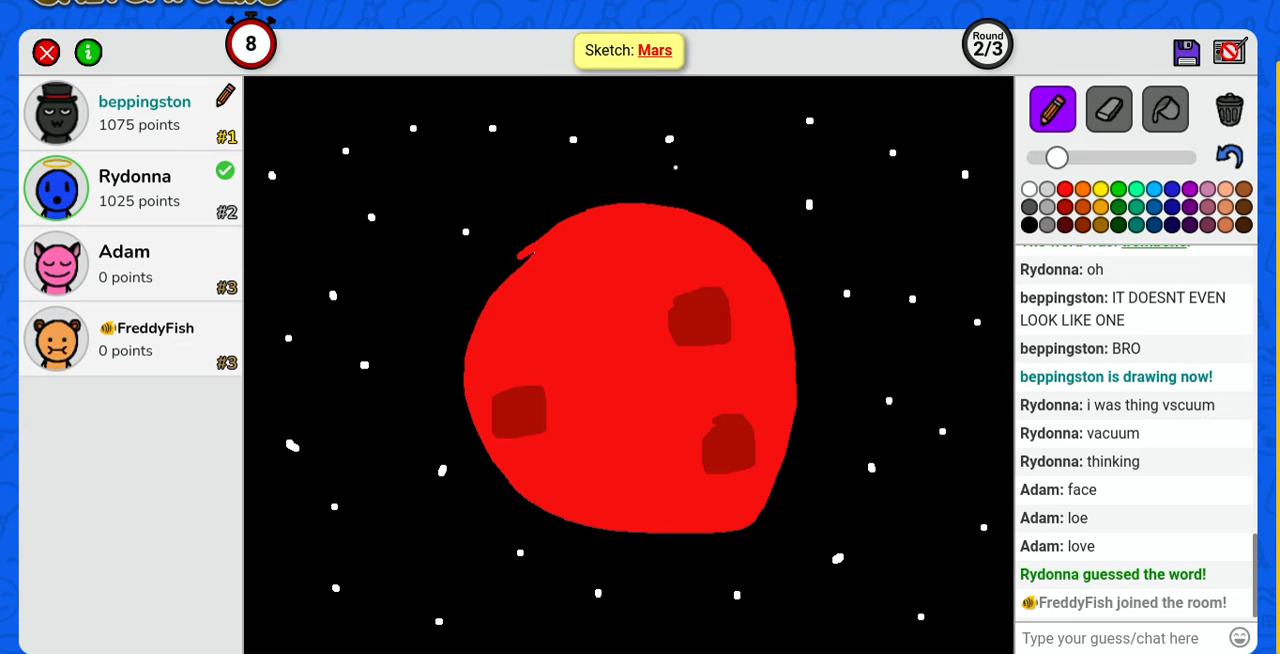 8
Sketch: Mars
Round
2/3
beppingston
1075 points
#1
Rydonna
1025 points
#2
Adam
0 points
#3
🐠FreddyFish
0 points
#3
Rydonna: oh
beppingston: IT DOESNT EVEN
LOOK LIKE ONE
beppingston: BRO
beppingston is drawing now!
Rydonna: i was thing vscuum
Rydonna: vacuum
Rydonna: thinking
Adam: face
Adam: loe
Adam: love
Rydonna guessed the word!
🐠FreddyFish joined the room!
Type your guess/chat here